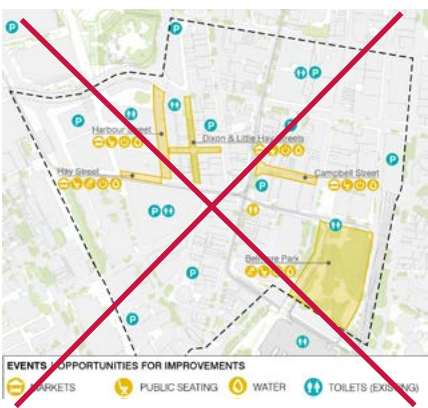 P
P
P
P
Harbour Street
P
P
Dixon & Little Hay Streets
Hay Street
Campbell Street
P
P
Belmore Park
P
P
EVENTS / OPPORTUNITIES FOR IMPROVEMENTS
MARKETS PUBLIC SEATING WATER TOILETS (EXISTING)